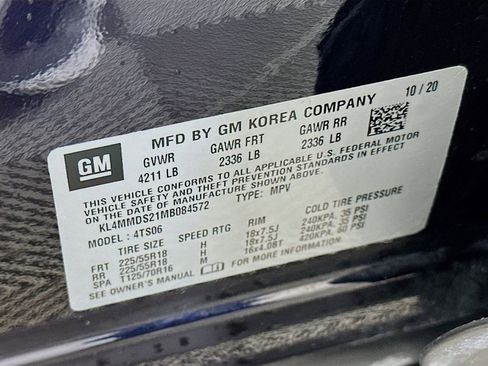 10/20
MFD BY GM KOREA COMPANY
GM
GVWR GAWR FRT GAWR RR
4211 LB 2336 LB 2336 LB
THIS VEHICLE CONFORMS TO ALL APPLICABLE U.S. FEDERAL MOTOR
VEHICLE SAFETY AND THEFT PREVENTION STANDARDS IN EFFECT
ON THE DATE OF MANUFACTURE SHOWN ABOVE.
KL4MMDS21MB084572 TYPE: MPV
MODEL: 4TS06
TIRE SIZE SPEED RTG RIM COLD TIRE PRESSURE
FRT 225/55R18 H 18x7.5J 240KPA, 35 PSI
RR 225/55R18 H 18x7.5J 240KPA, 35 PSI
SPA T125/70R16 M 16x4.0BT 420KPA, 60 PSI
SEE OWNER'S MANUAL